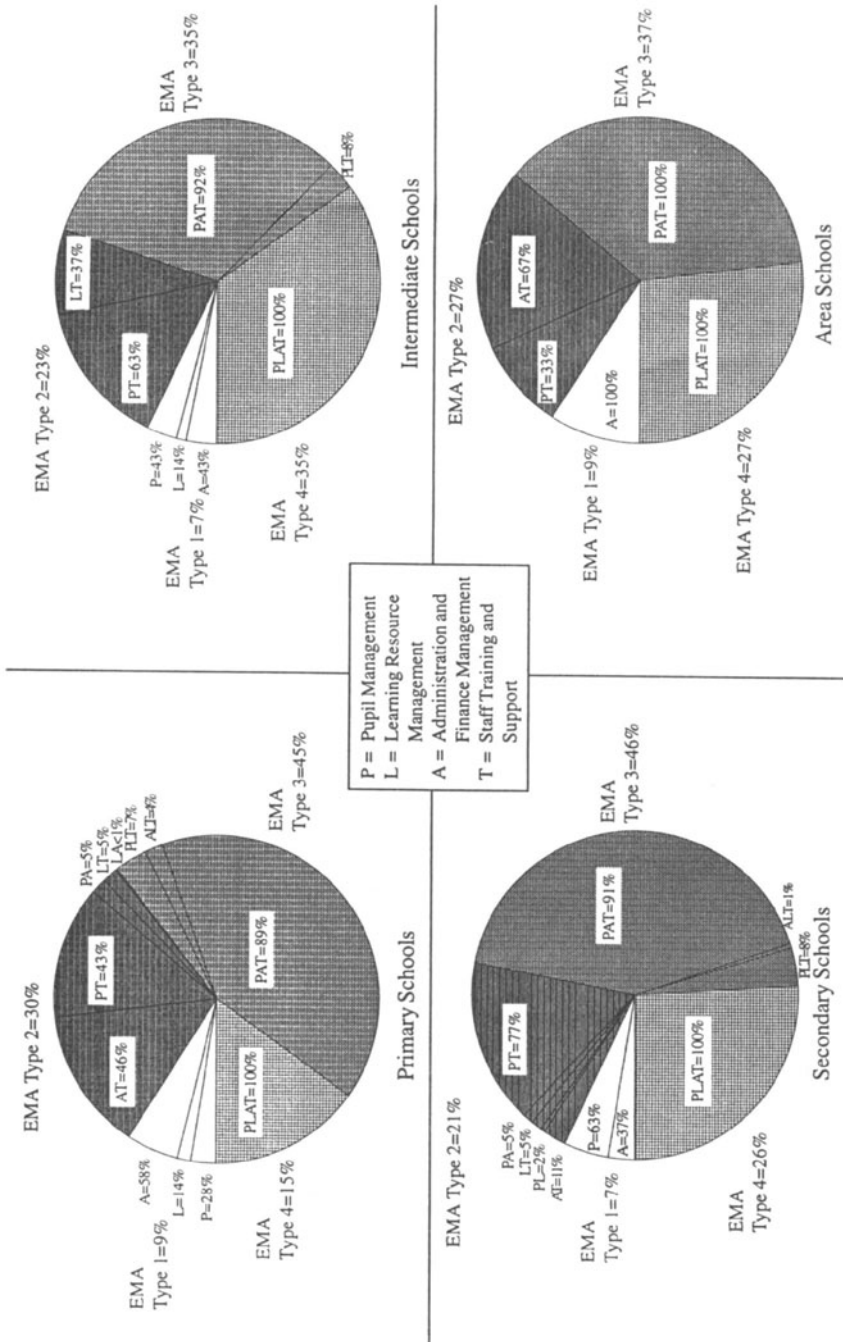 EMA Type 2=30%
PA=5%
LT=5%
LA<1%
PLT=7%
ALT=4%
PT=43%
AT=46%
EMA
Type 3=45%
PAT=89%
A=58%
EMA
Type 1=9%
L=14%
P=28%
PLAT=100%
EMA
Type 4=15%
Primary Schools
EMA Type 2=23%
LT=37%
PT=63%
EMA
Type 3=35%
PAT=92%
PLT=8%
P=43%
L=14%
A=43%
EMA
Type 1=7%
PLAT=100%
EMA
Type 4=35%
Intermediate Schools
P = Pupil Management
L = Learning Resource
Management
A = Administration and
Finance Management
T = Staff Training and
Support
EMA Type 2=21%
PT=77%
PA=5%
LT=5%
PL=2%
AT=11%
EMA
Type 3=46%
PAT=91%
ALT=1%
PLT=8%
P=63%
A=37%
EMA
Type 1=7%
PLAT=100%
EMA
Type 4=26%
Secondary Schools
EMA Type 2=27%
AT=67%
PT=33%
EMA
Type 3=37%
PAT=100%
A=100%
EMA Type 1=9%
PLAT=100%
EMA Type 4=27%
Area Schools